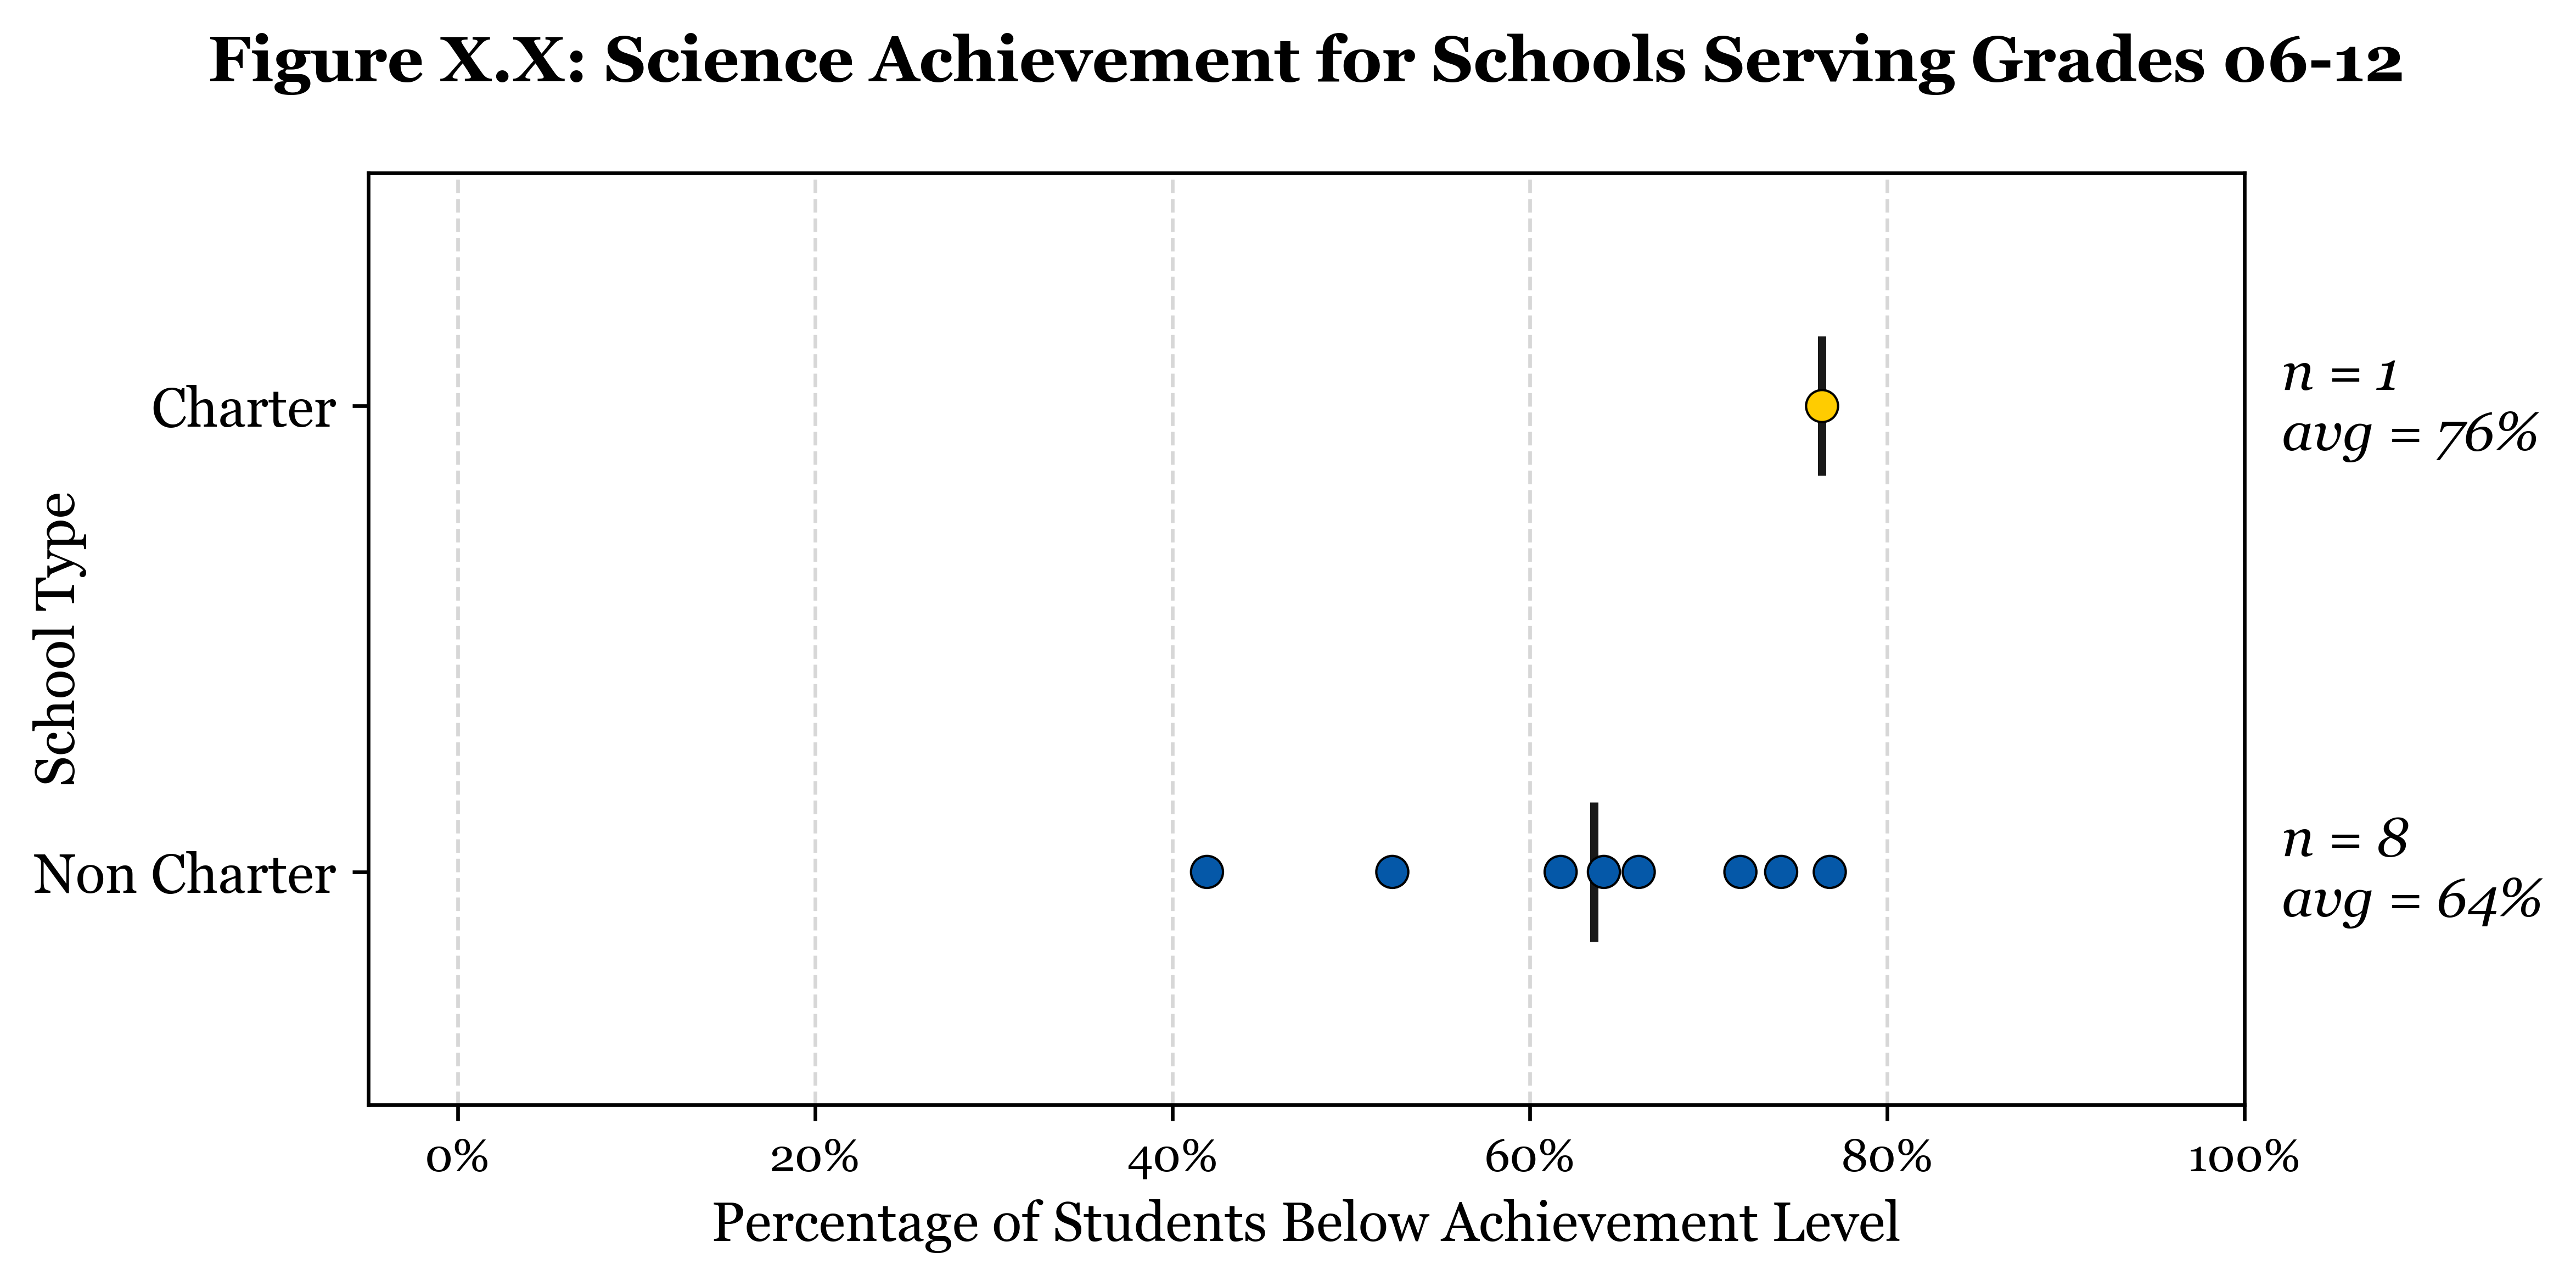 Figure X.X: Science Achievement for Schools Serving Grades 06-12
School Type
Charter
n = 1
avg = 76%
Non Charter
n = 8
avg = 64%
0%
20%
40%
60%
80%
100%
Percentage of Students Below Achievement Level